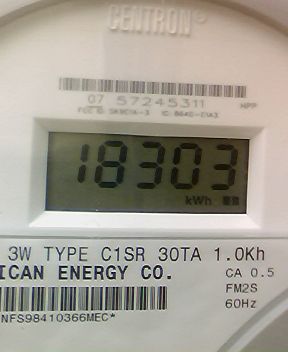 CENTRON®
07 57245311 HPP
18303
kWh
3W TYPE C1SR 30TA 1.0Kh
ICAN ENERGY CO. CA 0.5
FM2S
60Hz
NFS98410366MEC*